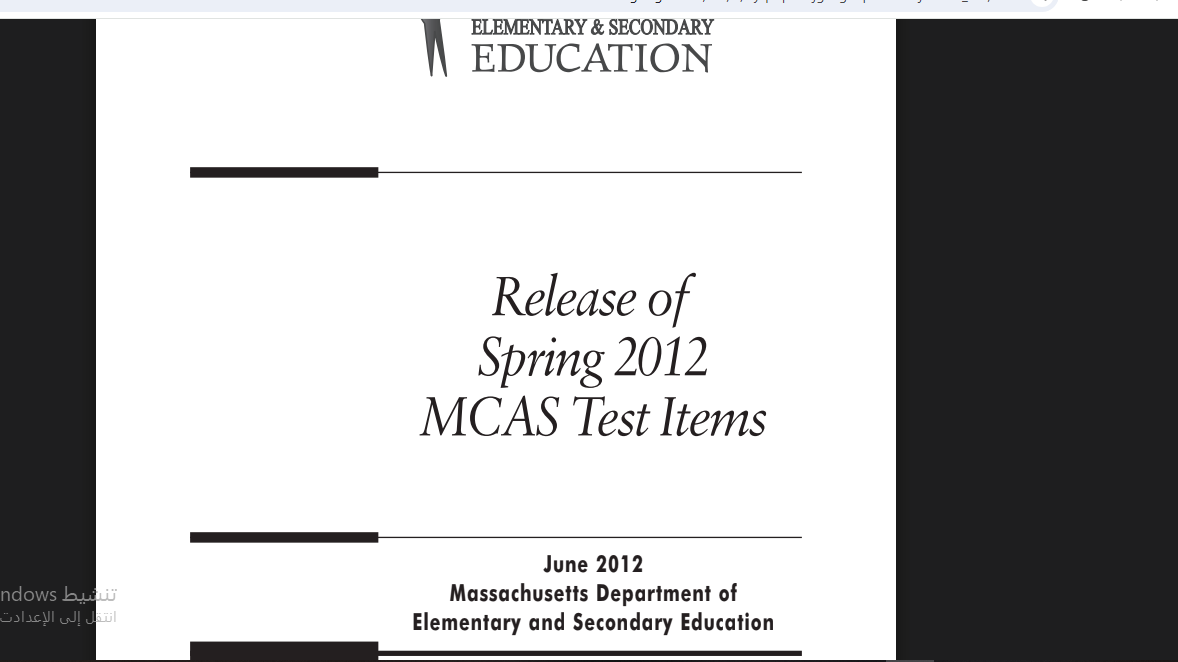 ELEMENTARY & SECONDARY
EDUCATION
Release of
Spring 2012
MCAS Test Items
June 2012
Massachusetts Department of
Elementary and Secondary Education
تنشيط ndows
انتقل إلى الإعدادت